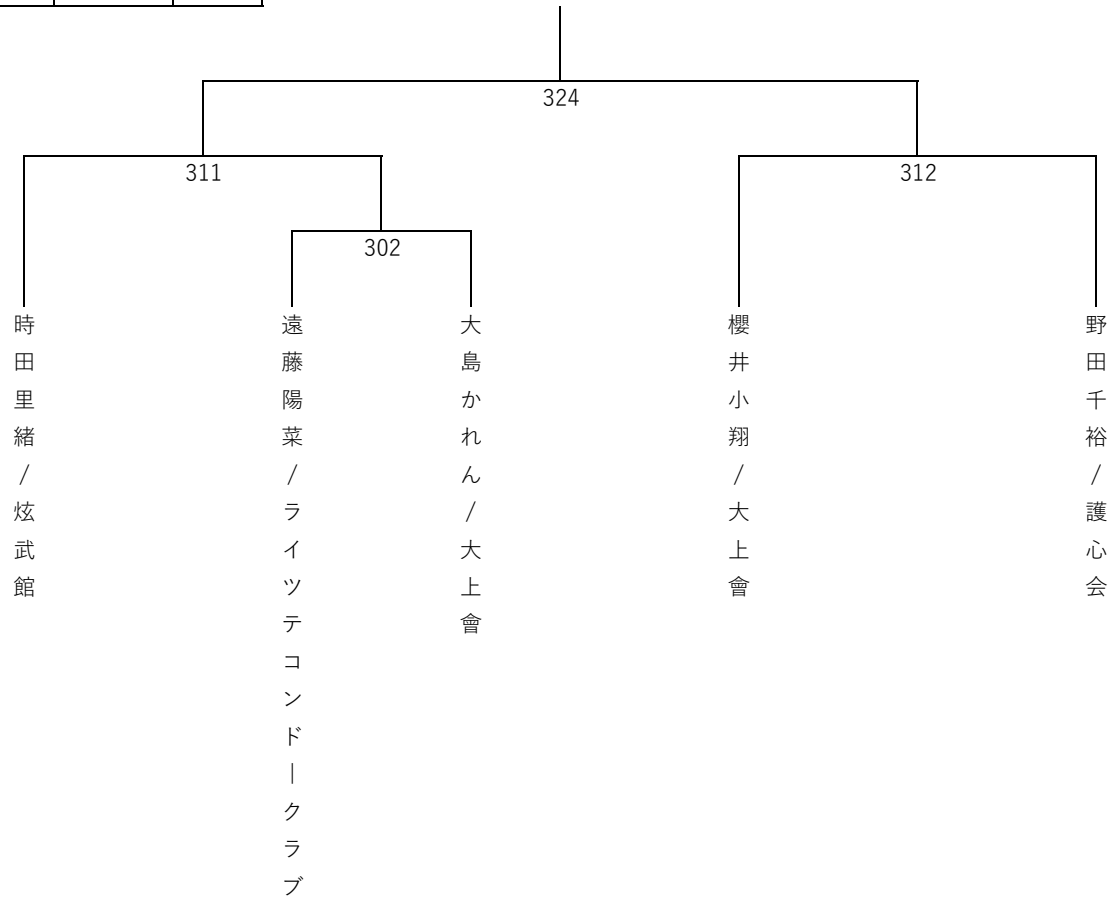 324
311
312
302
時田里緒/炫武館
遠藤陽菜/ライツテコンドークラブ
大島かれん/大上會
櫻井小翔/大上會
野田千裕/護心会